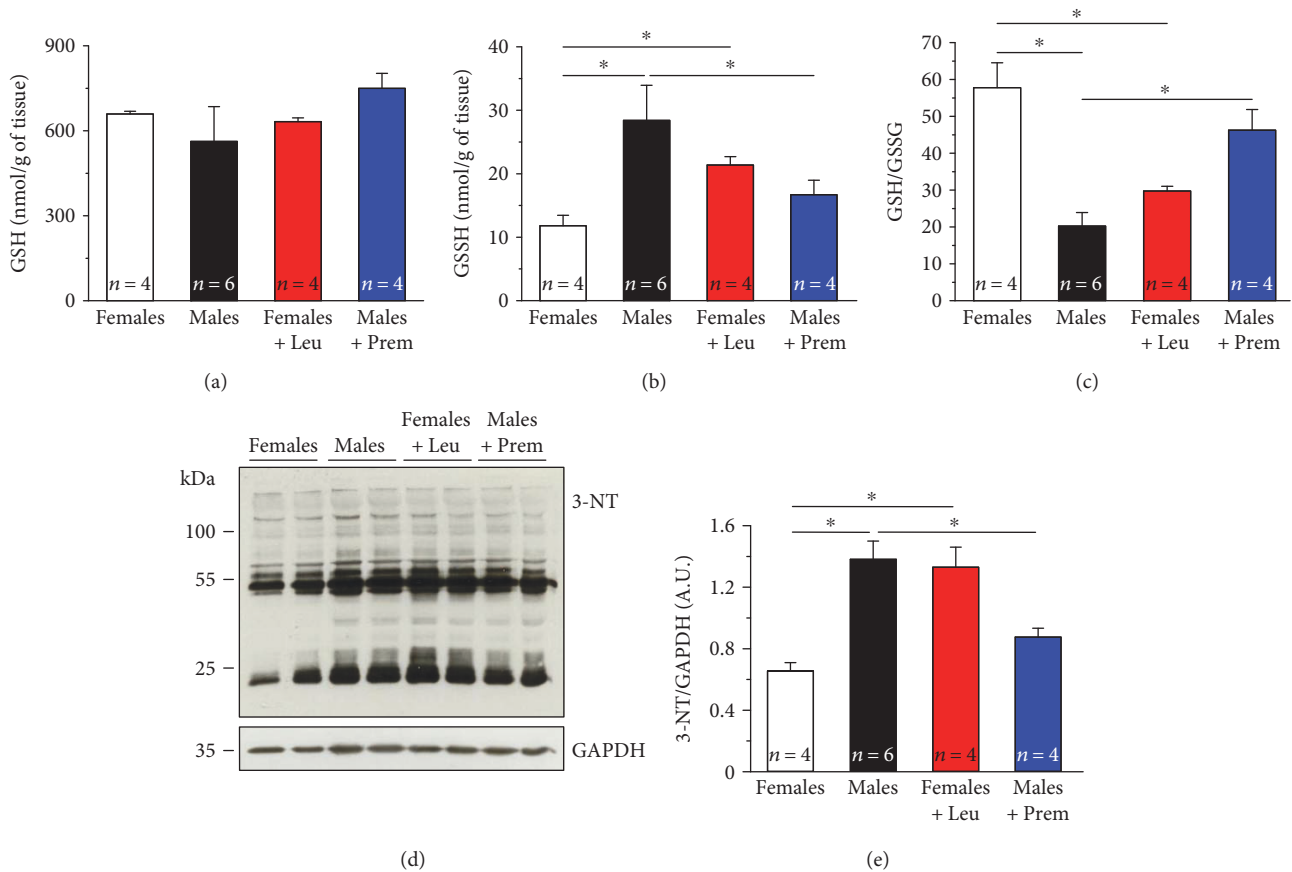 900
600
300
0
GSH (nmol/g of tissue)
n = 4
n = 6
n = 4
n = 4
Females
Males
Females
+ Leu
Males
+ Prem
(a)
*
*
*
40
30
20
10
0
GSSH (nmol/g of tissue)
n = 4
n = 6
n = 4
n = 4
Females
Males
Females
+ Leu
Males
+ Prem
(b)
*
*
*
70
60
50
40
30
20
10
0
GSH/GSSG
n = 4
n = 6
n = 4
n = 4
Females
Males
Females
+ Leu
Males
+ Prem
(c)
Females
Males
Females
+ Leu
Males
+ Prem
kDa
100
55
25
35
3-NT
GAPDH
(d)
*
*
*
1.6
1.2
0.8
0.4
0
3-NT/GAPDH (A.U.)
n = 4
n = 6
n = 4
n = 4
Females
Males
Females
+ Leu
Males
+ Prem
(e)